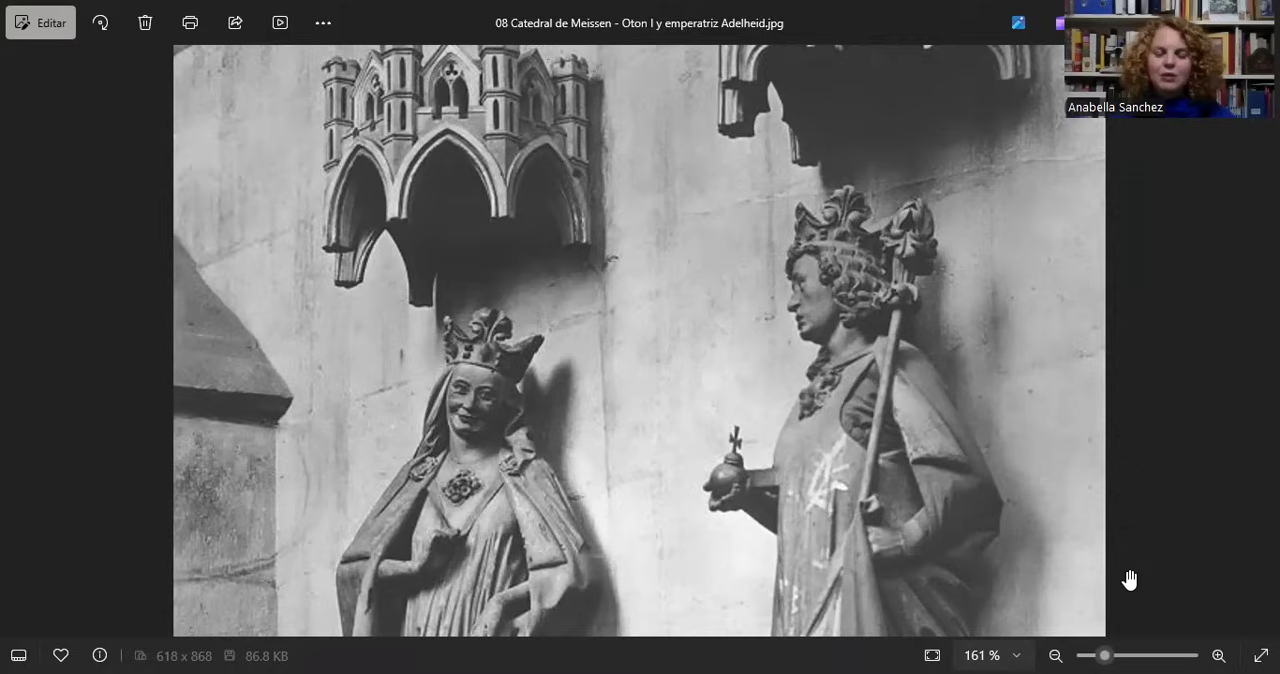 Editar
08 Catedral de Meissen - Oton I y emperatriz Adelheid.jpg
Anabella Sanchez
618 x 868
86.8 KB
161 %